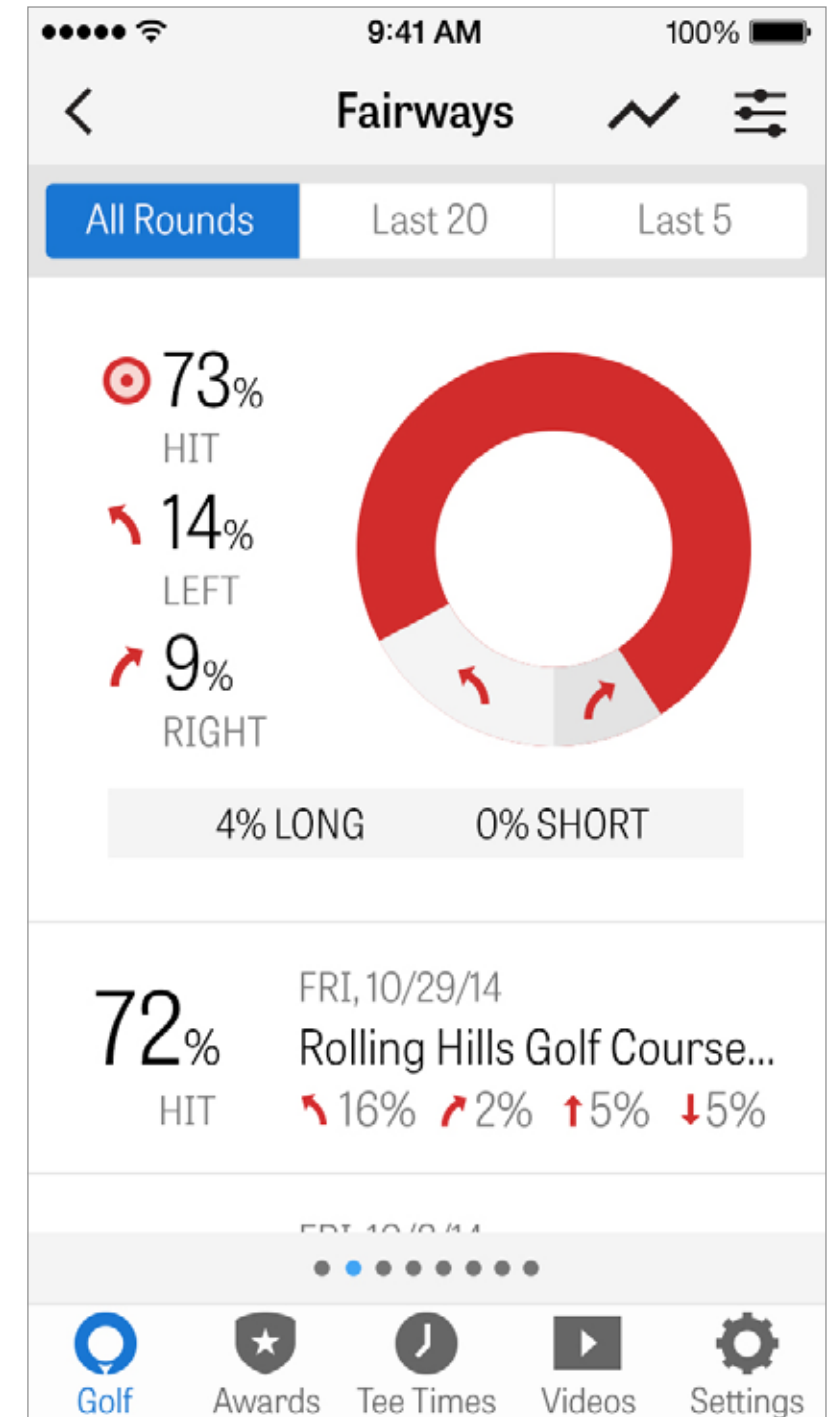 9:41 AM 100%
Fairways
All Rounds Last 20 Last 5
73%
HIT
14%
LEFT
9%
RIGHT
4% LONG 0% SHORT
FRI, 10/29/14
72% Rolling Hills Golf Course...
HIT 16% 2% 5% 5%
Golf Awards Tee Times Videos Settings